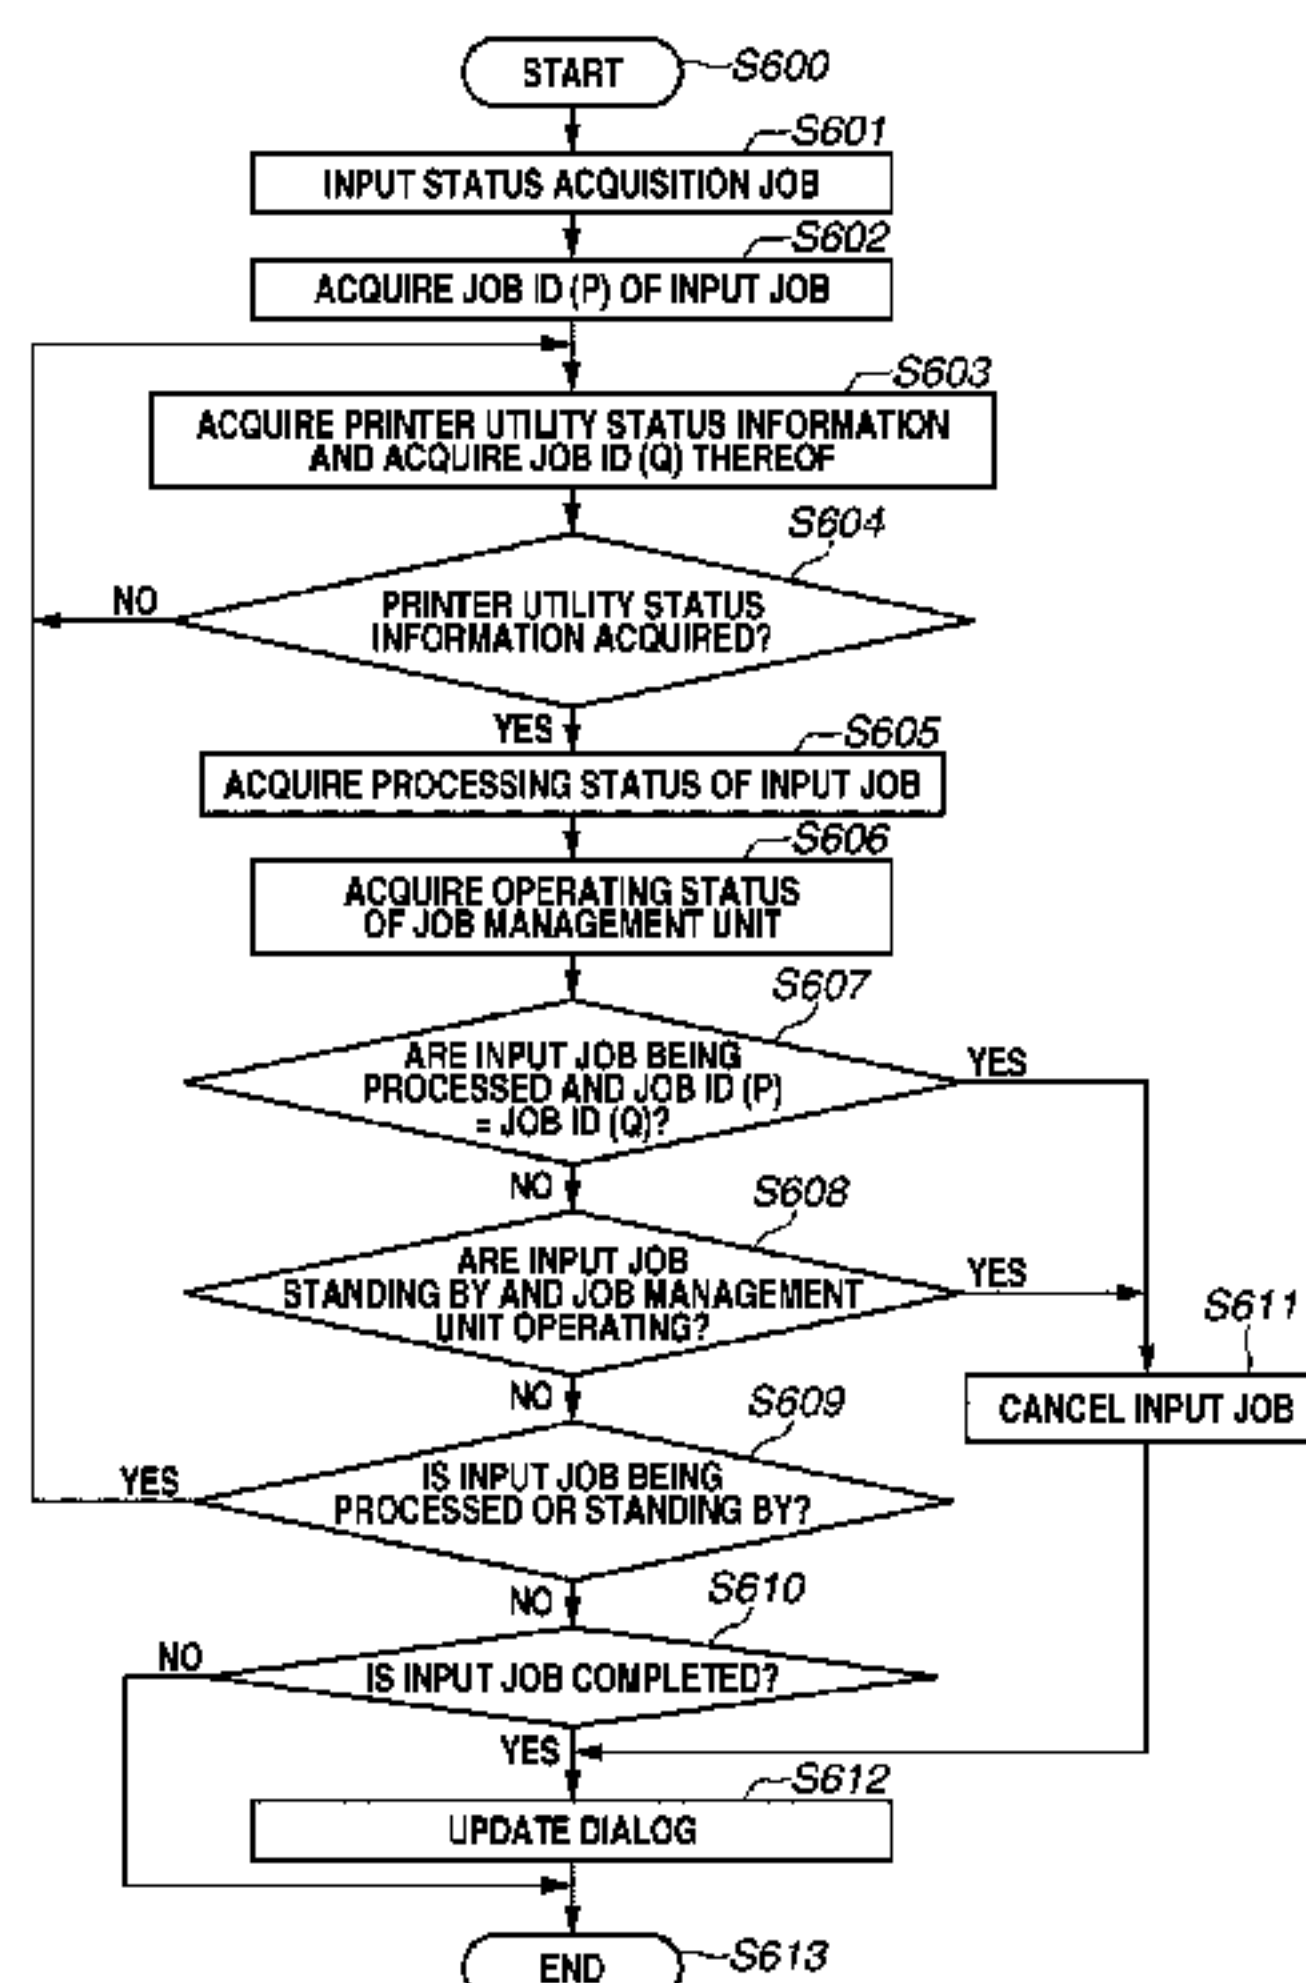 START
S600
S601
INPUT STATUS ACQUISITION JOB
S602
ACQUIRE JOB ID (P) OF INPUT JOB
S603
ACQUIRE PRINTER UTILITY STATUS INFORMATION
AND ACQUIRE JOB ID (Q) THEREOF
S604
NO
PRINTER UTILITY STATUS
INFORMATION ACQUIRED?
YES
S605
ACQUIRE PROCESSING STATUS OF INPUT JOB
S606
ACQUIRE OPERATING STATUS
OF JOB MANAGEMENT UNIT
S607
ARE INPUT JOB BEING
PROCESSED AND JOB ID (P)
= JOB ID (Q)?
YES
NO
S608
ARE INPUT JOB
STANDING BY AND JOB MANAGEMENT
UNIT OPERATING?
YES
S611
CANCEL INPUT JOB
NO
S609
YES
IS INPUT JOB BEING
PROCESSED OR STANDING BY?
NO
S610
NO
IS INPUT JOB COMPLETED?
YES
S612
UPDATE DIALOG
END
S613